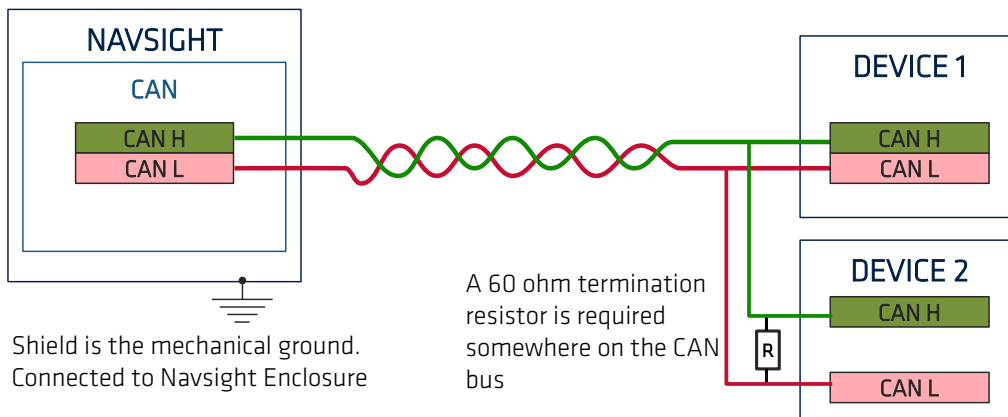 NAVSIGHT
CAN
CAN H
CAN L
Shield is the mechanical ground.
Connected to Navsight Enclosure
A 60 ohm termination
resistor is required
somewhere on the CAN
bus
DEVICE 1
CAN H
CAN L
DEVICE 2
CAN H
R
CAN L